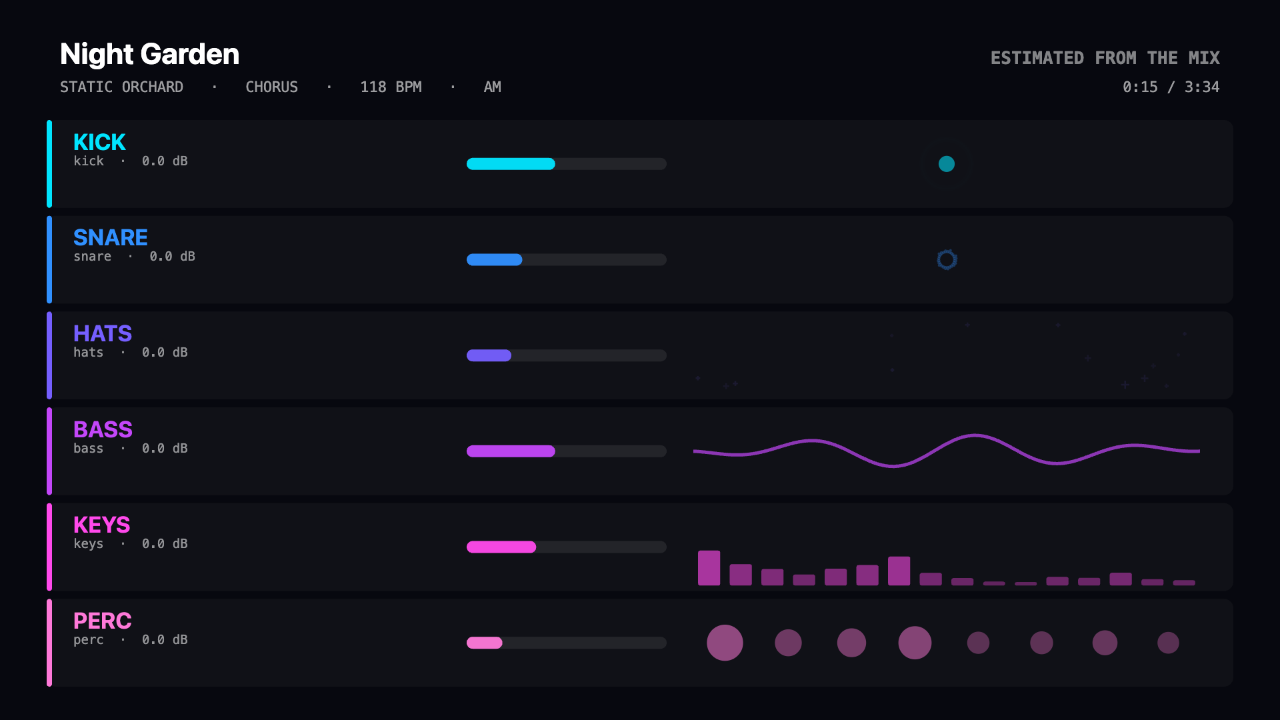 Night Garden
ESTIMATED FROM THE MIX
STATIC ORCHARD · CHORUS · 118 BPM · AM
0:15 / 3:34
KICK
kick · 0.0 dB
SNARE
snare · 0.0 dB
HATS
hats · 0.0 dB
BASS
bass · 0.0 dB
KEYS
keys · 0.0 dB
PERC
perc · 0.0 dB